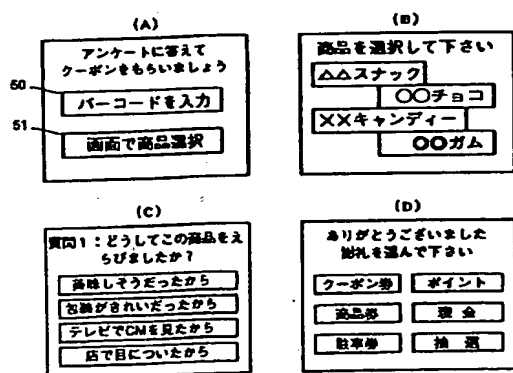 (A)
アンケートに答えて
クーポンをもらいましょう
50
バーコードを入力
51
画面で商品選択
(B)
商品を選択して下さい
△△スナック
○○チョコ
××キャンディー
○○ガム
(C)
質問1:どうしてこの商品をえ
らびましたか?
美味しそうだったから
包装がきれいだったから
テレビでCMを見たから
店で目についたから
(D)
ありがとうございました
謝礼を選んで下さい
クーポン券
ポイント
商品券
現金
駐車券
抽選